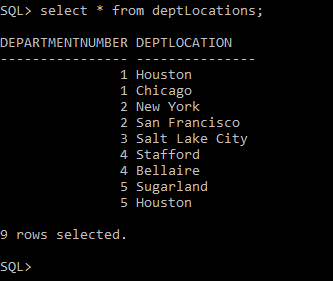 SQL> select * from deptLocations;
DEPARTMENTNUMBER DEPTLOCATION
---------------- ---------------
1 Houston
1 Chicago
2 New York
2 San Francisco
3 Salt Lake City
4 Stafford
4 Bellaire
5 Sugarland
5 Houston
9 rows selected.
SQL>